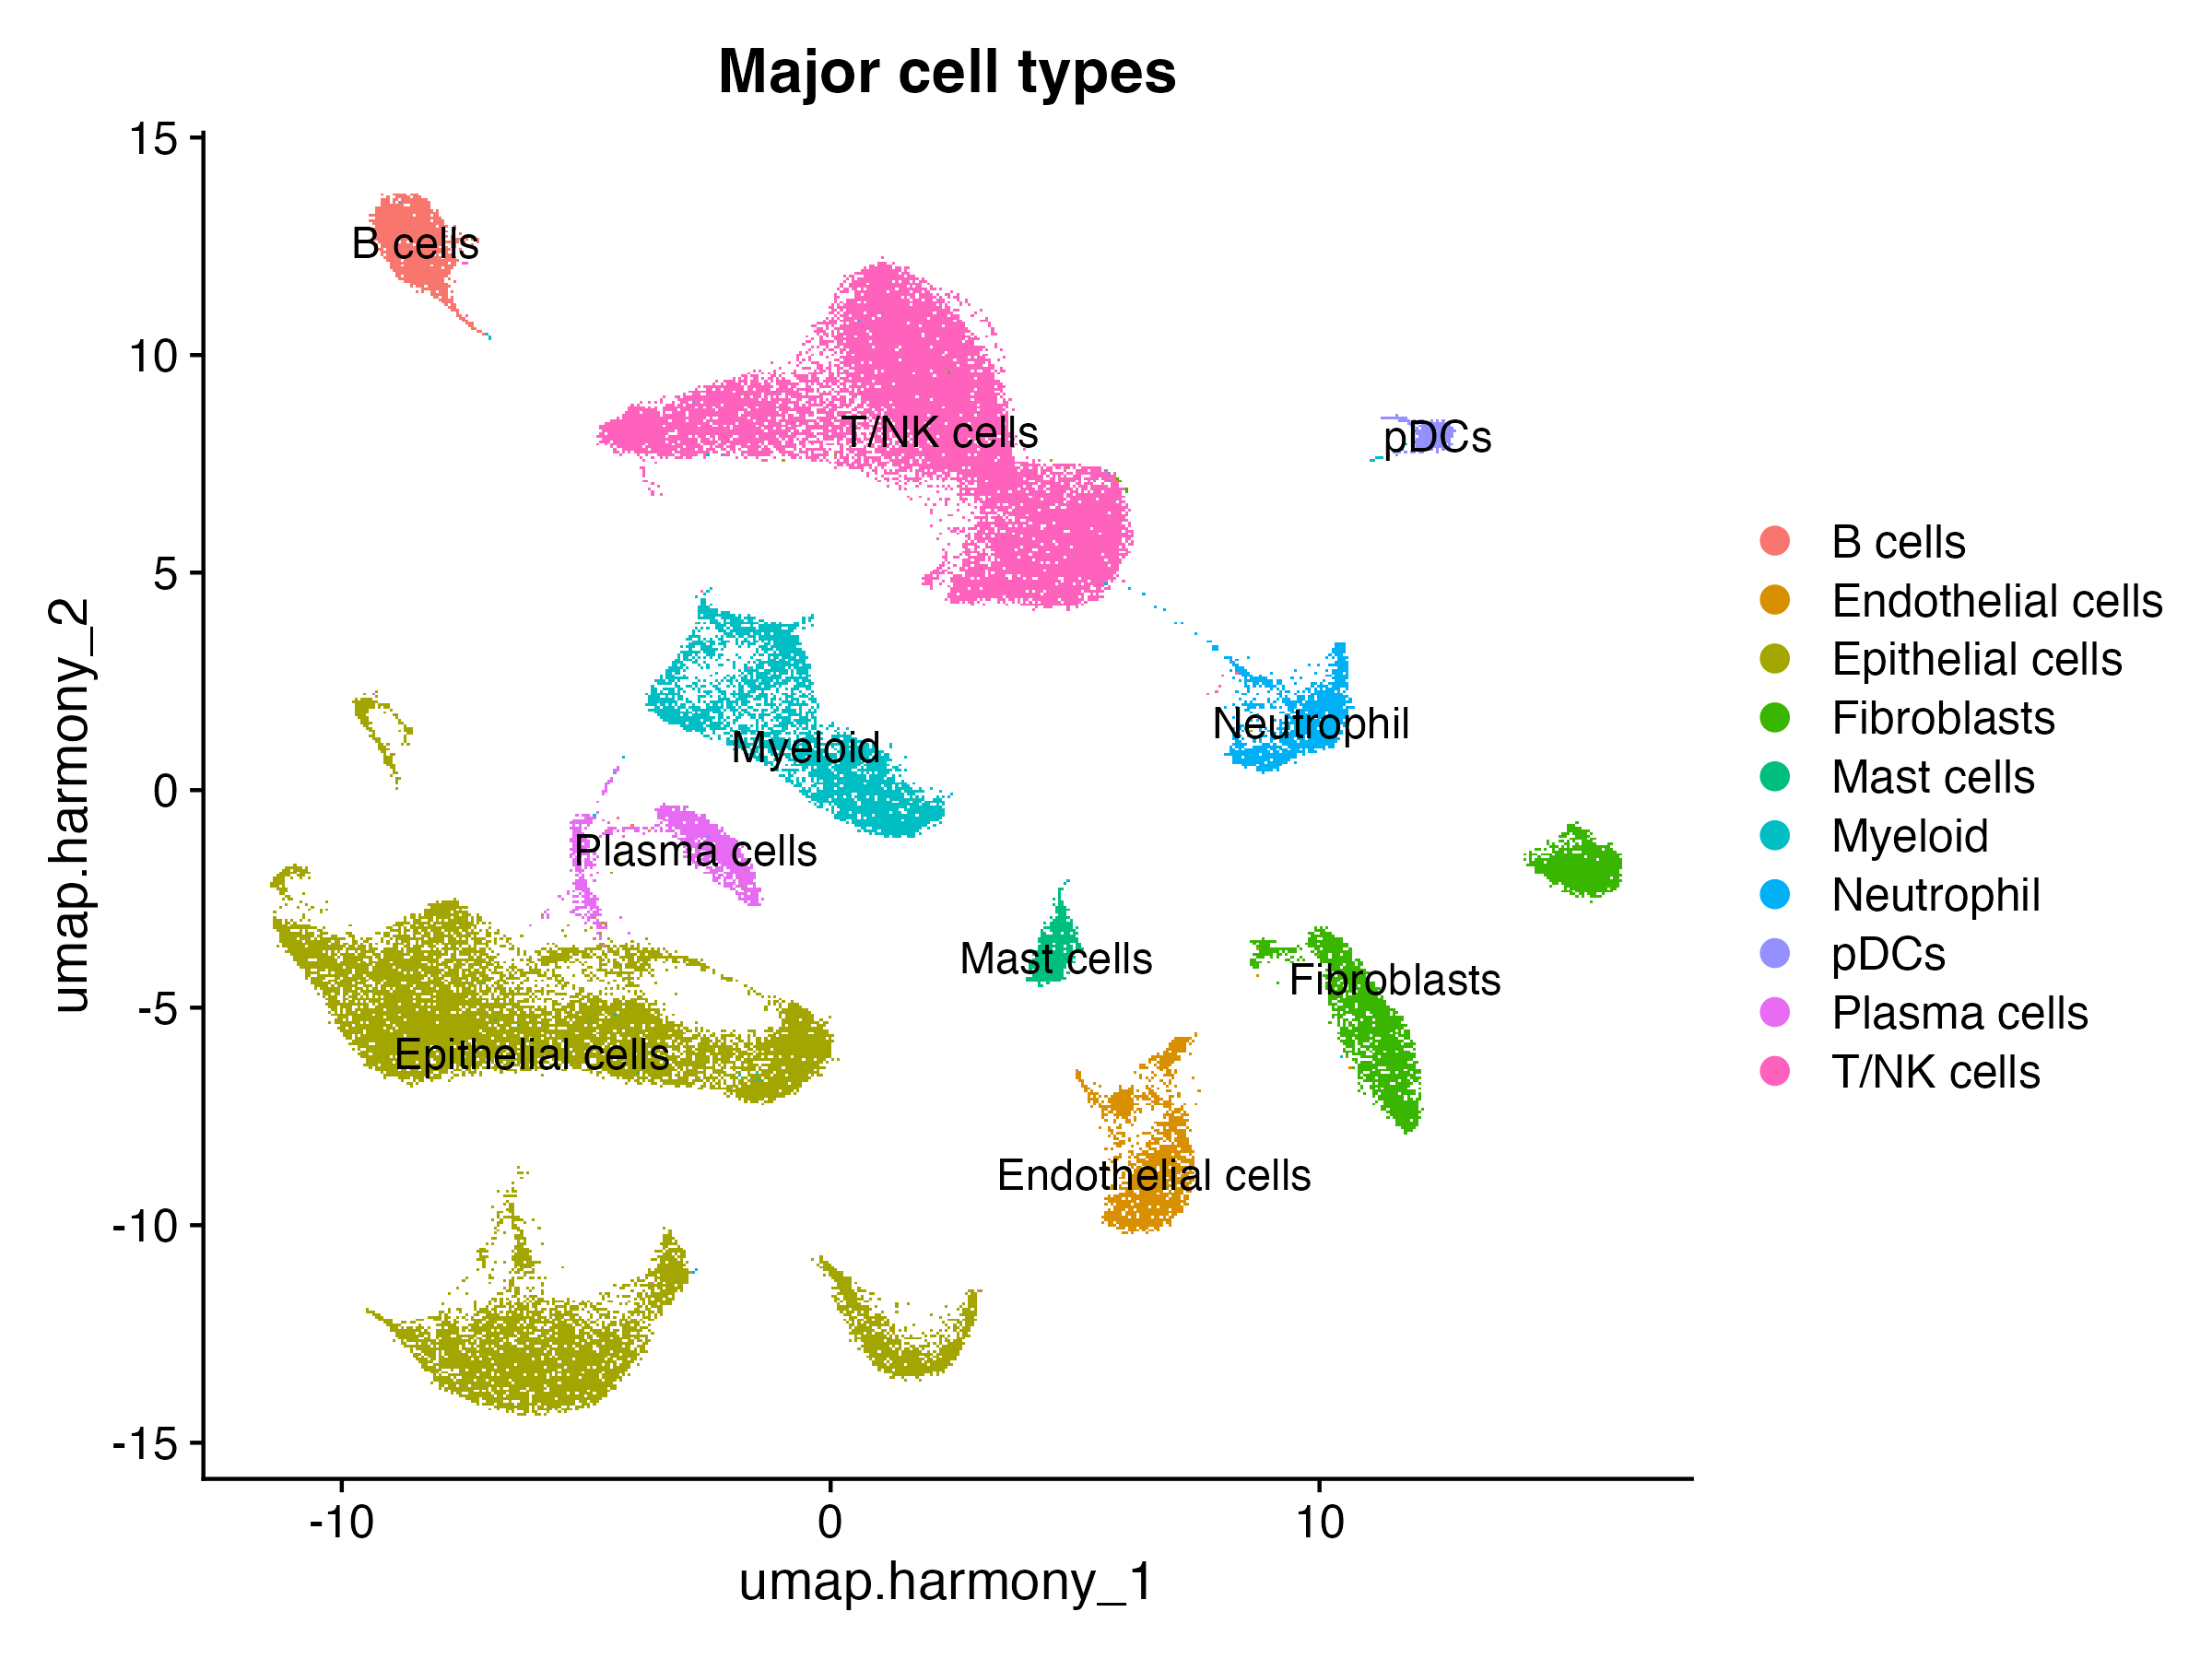 Major cell types
15
10
5
0
-5
-10
-15
umap.harmony_2
B cells
T/NK cells
pDCs
Myeloid
Neutrophil
Plasma cells
Mast cells
Fibroblasts
Epithelial cells
Endothelial cells
-10
0
10
umap.harmony_1
B cells
Endothelial cells
Epithelial cells
Fibroblasts
Mast cells
Myeloid
Neutrophil
pDCs
Plasma cells
T/NK cells